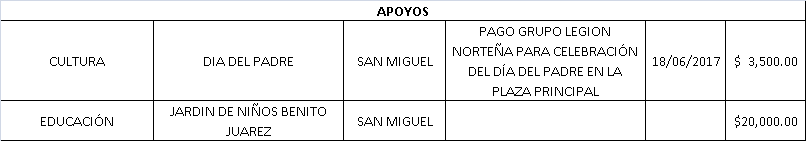 APOYOS
CULTURA DIA DEL PADRE SAN MIGUEL PAGO GRUPO LEGION NORTEÑA PARA CELEBRACIÓN DEL DÍA DEL PADRE EN LA PLAZA PRINCIPAL 18/06/2017 $ 3,500.00
EDUCACIÓN JARDIN DE NIÑOS BENITO JUAREZ SAN MIGUEL $20,000.00